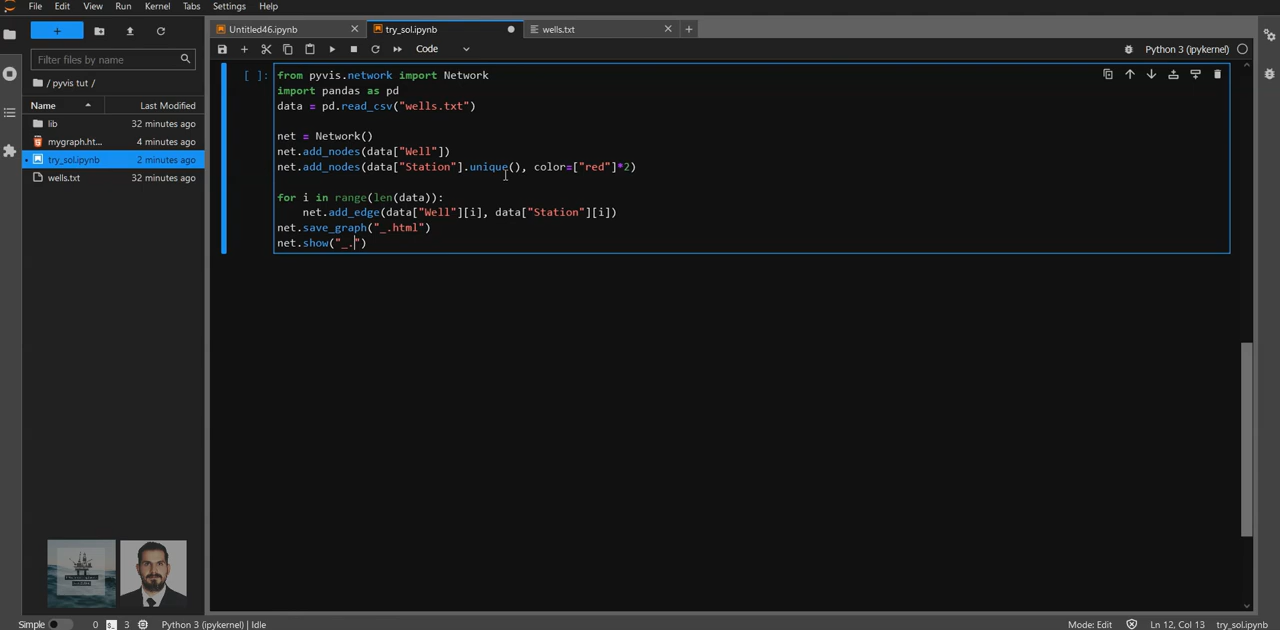 File Edit View Run Kernel Tabs Settings Help
Untitled46.ipynb
try_sol.ipynb
wells.txt
Filter files by name
Code
Python 3 (ipykernel)
/ pyvis tut /
Name Last Modified
lib 32 minutes ago
mygraph.ht... 4 minutes ago
try_sol.ipynb 2 minutes ago
wells.txt 32 minutes ago
[ ]:
from pyvis.network import Network
import pandas as pd
data = pd.read_csv("wells.txt")
net = Network()
net.add_nodes(data["Well"])
net.add_nodes(data["Station"].unique(), color=["red"]*2)
for i in range(len(data)):
net.add_edge(data["Well"][i], data["Station"][i])
net.save_graph("_.html")
net.show("_.")
Simple 0 3 Python 3 (ipykernel) | Idle
Mode: Edit Ln 12, Col 13 try_sol.ipynb